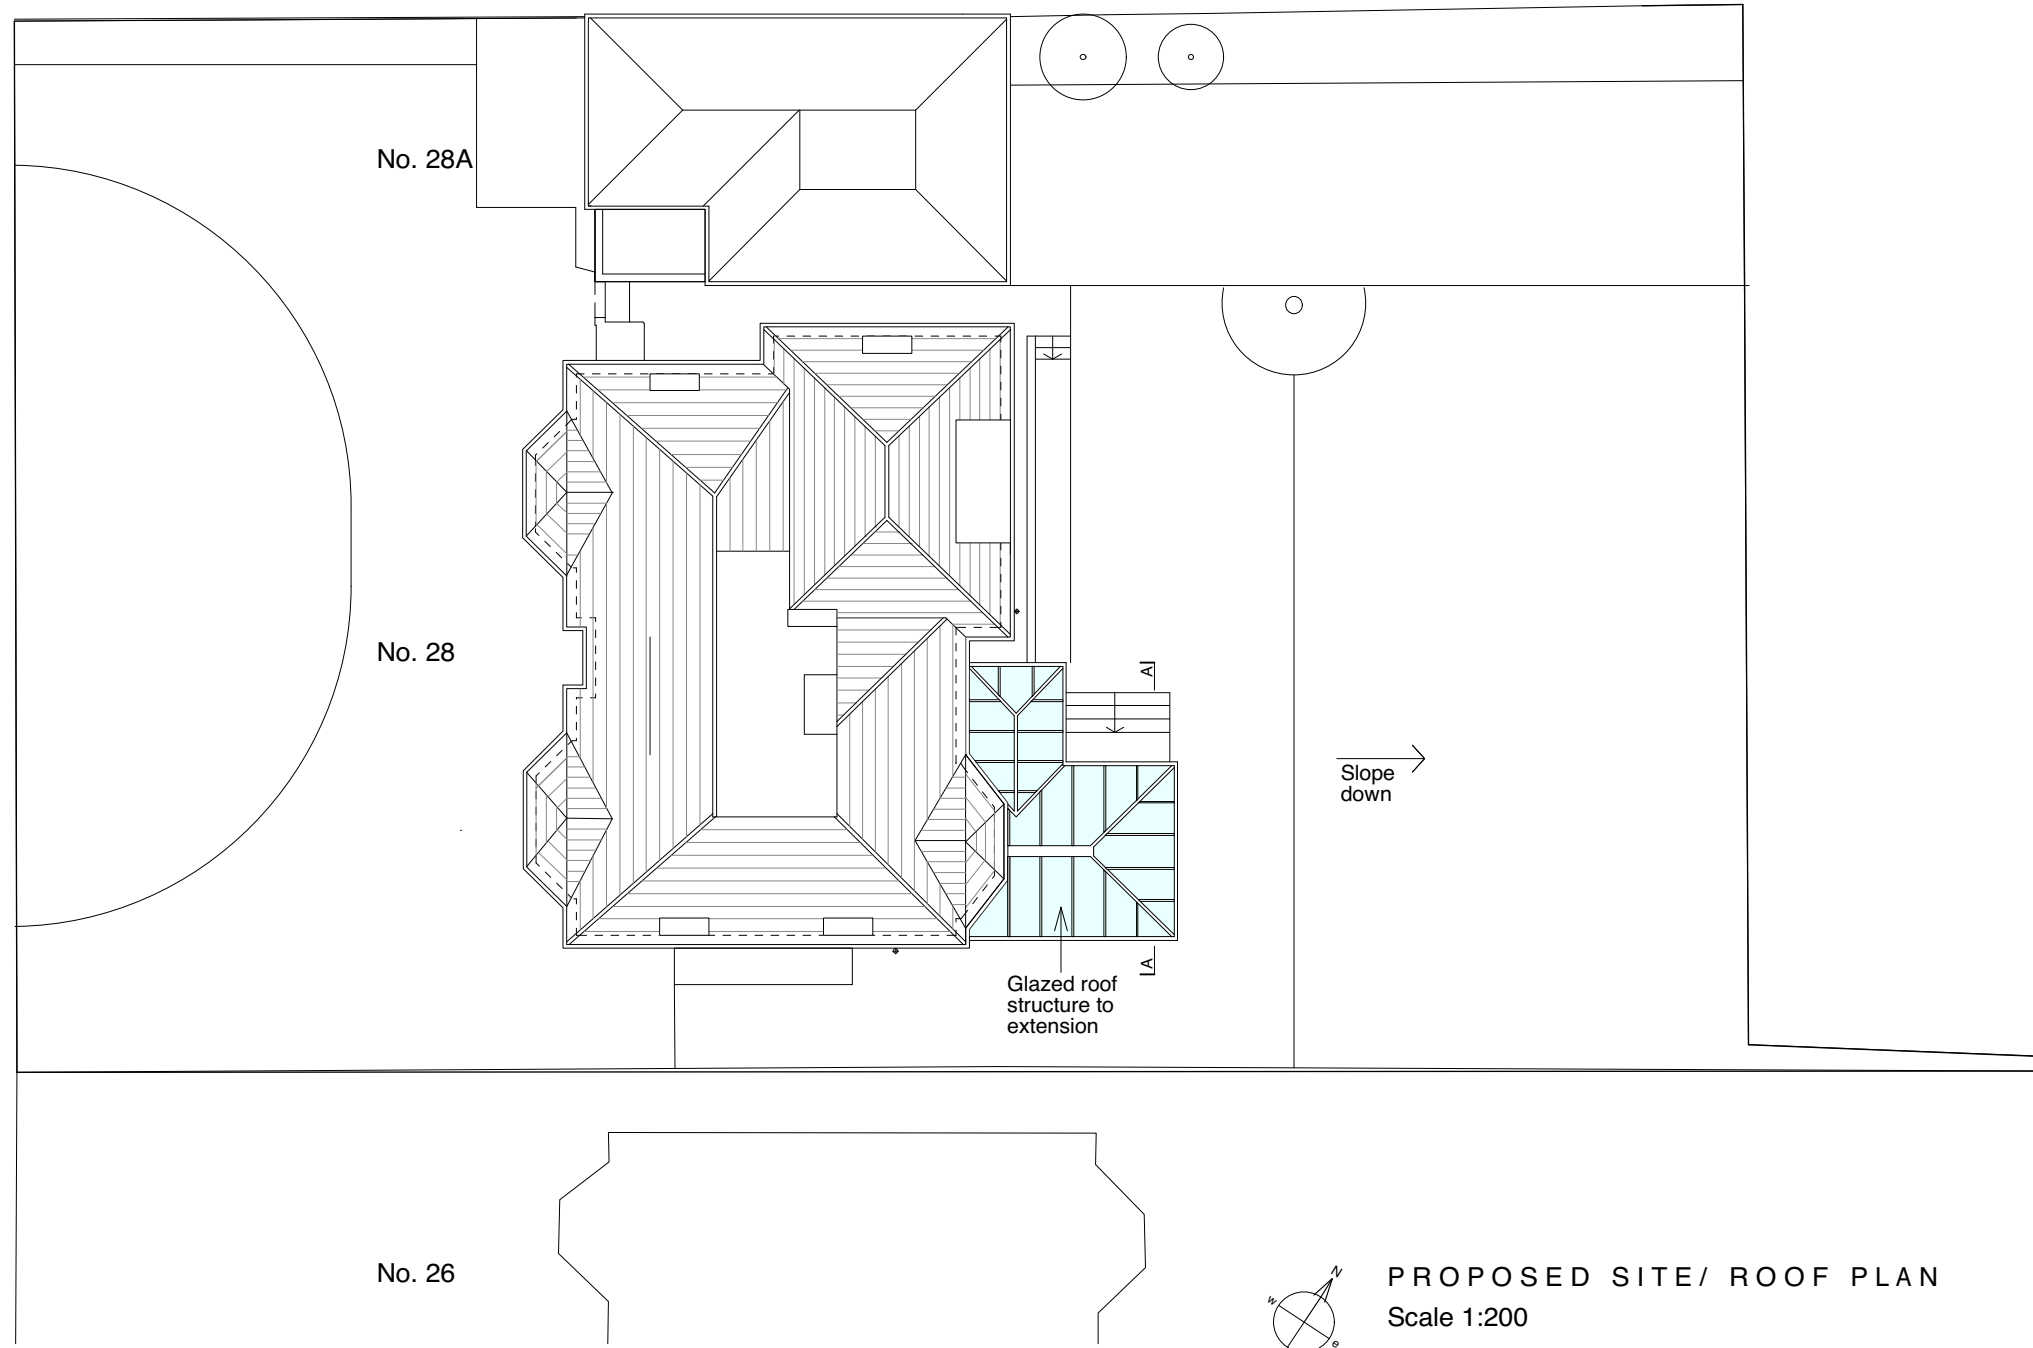 No. 28A
No. 28
A
Slope
down
A
Glazed roof
structure to
extension
No. 26
N
w
e
PROPOSED SITE/ ROOF PLAN
Scale 1:200